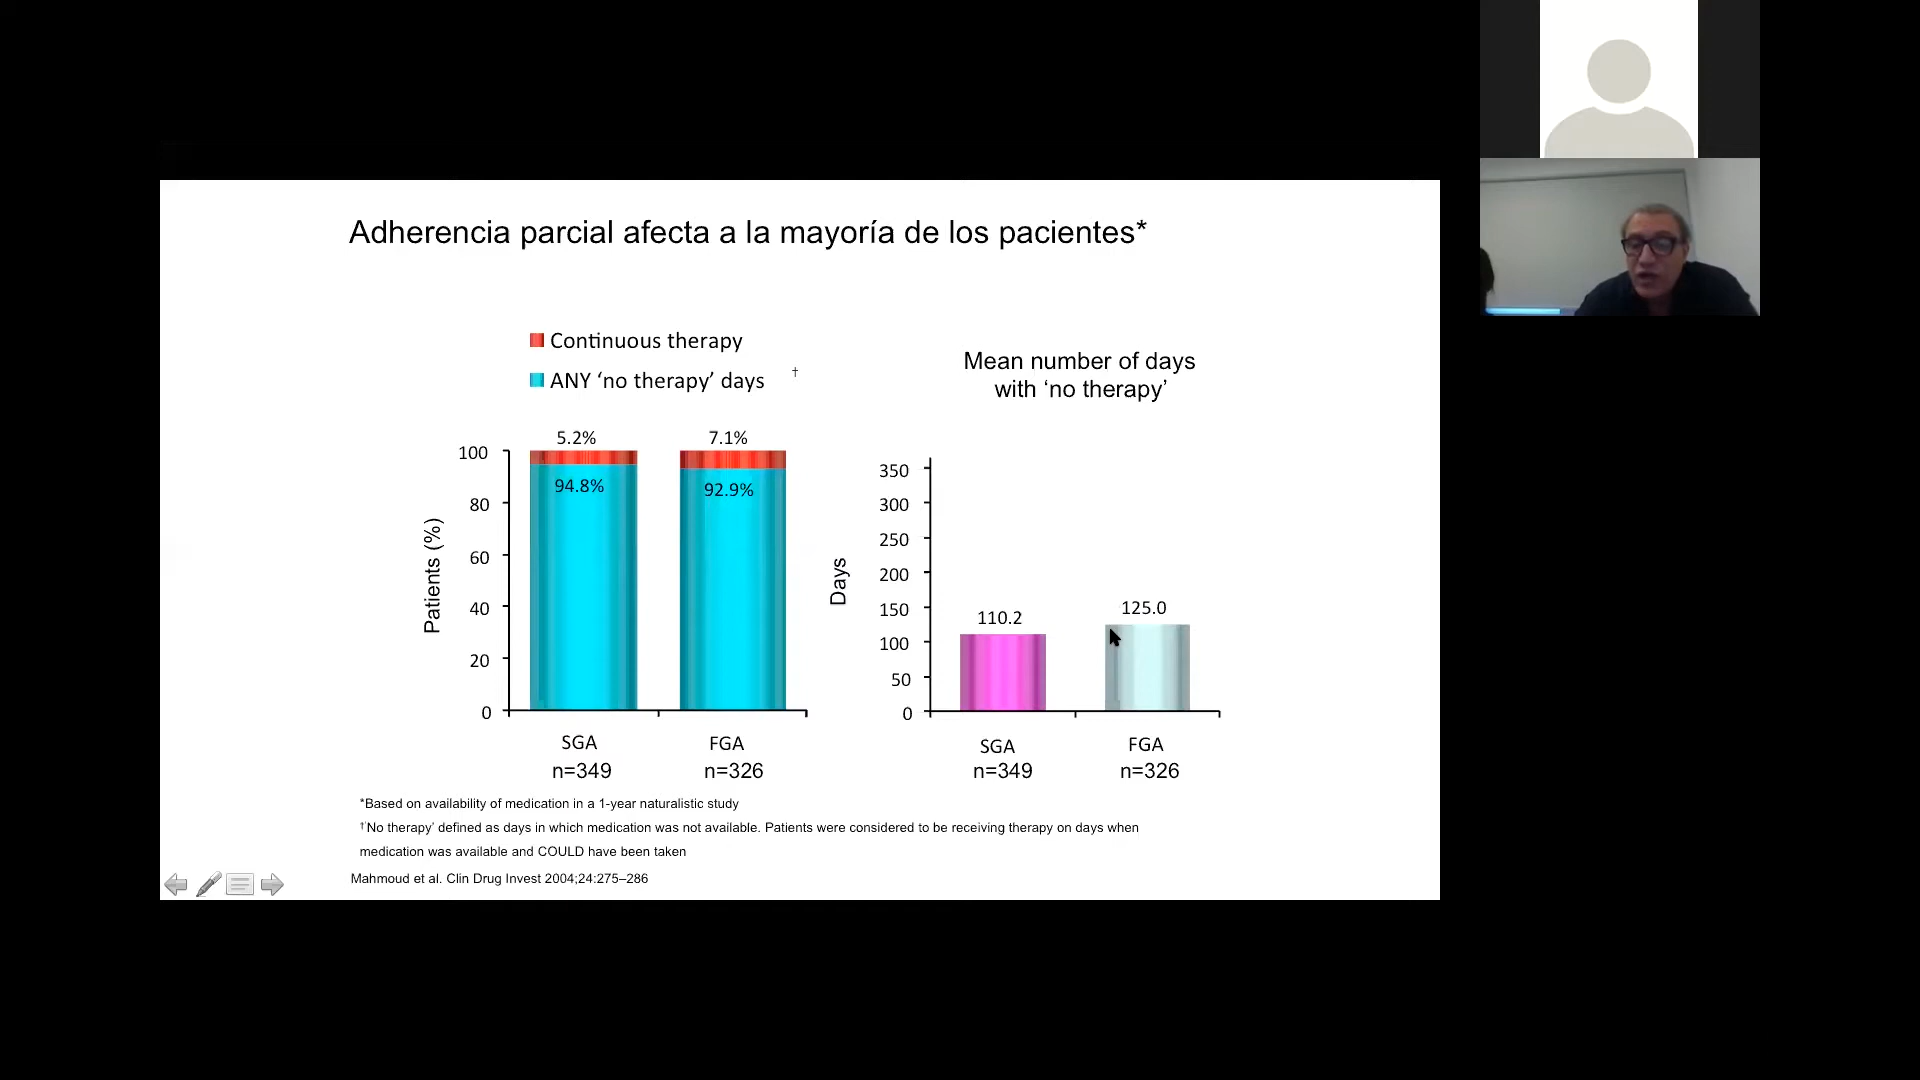 Adherencia parcial afecta a la mayoría de los pacientes*
Continuous therapy
ANY ‘no therapy’ days †
5.2%
7.1%
94.8%
92.9%
100
80
60
40
20
0
Patients (%)
SGA
FGA
n=349
n=326
Mean number of days
with ‘no therapy’
350
300
250
200
150
100
50
0
Days
110.2
125.0
SGA
FGA
n=349
n=326
*Based on availability of medication in a 1-year naturalistic study
†‘No therapy’ defined as days in which medication was not available. Patients were considered to be receiving therapy on days when
medication was available and COULD have been taken
Mahmoud et al. Clin Drug Invest 2004;24:275–286